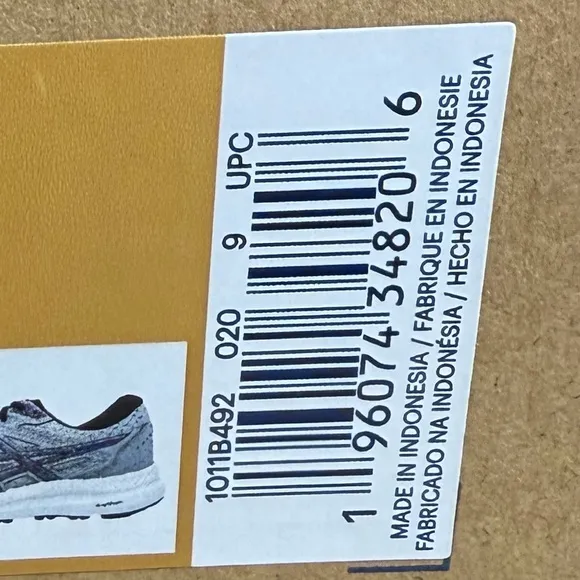 1011B492 020 9 UPC
1 96074 34820 6
MADE IN INDONESIA / FABRIQUE EN INDONESIE
FABRICADO NA INDONÉSIA / HECHO EN INDONESIA